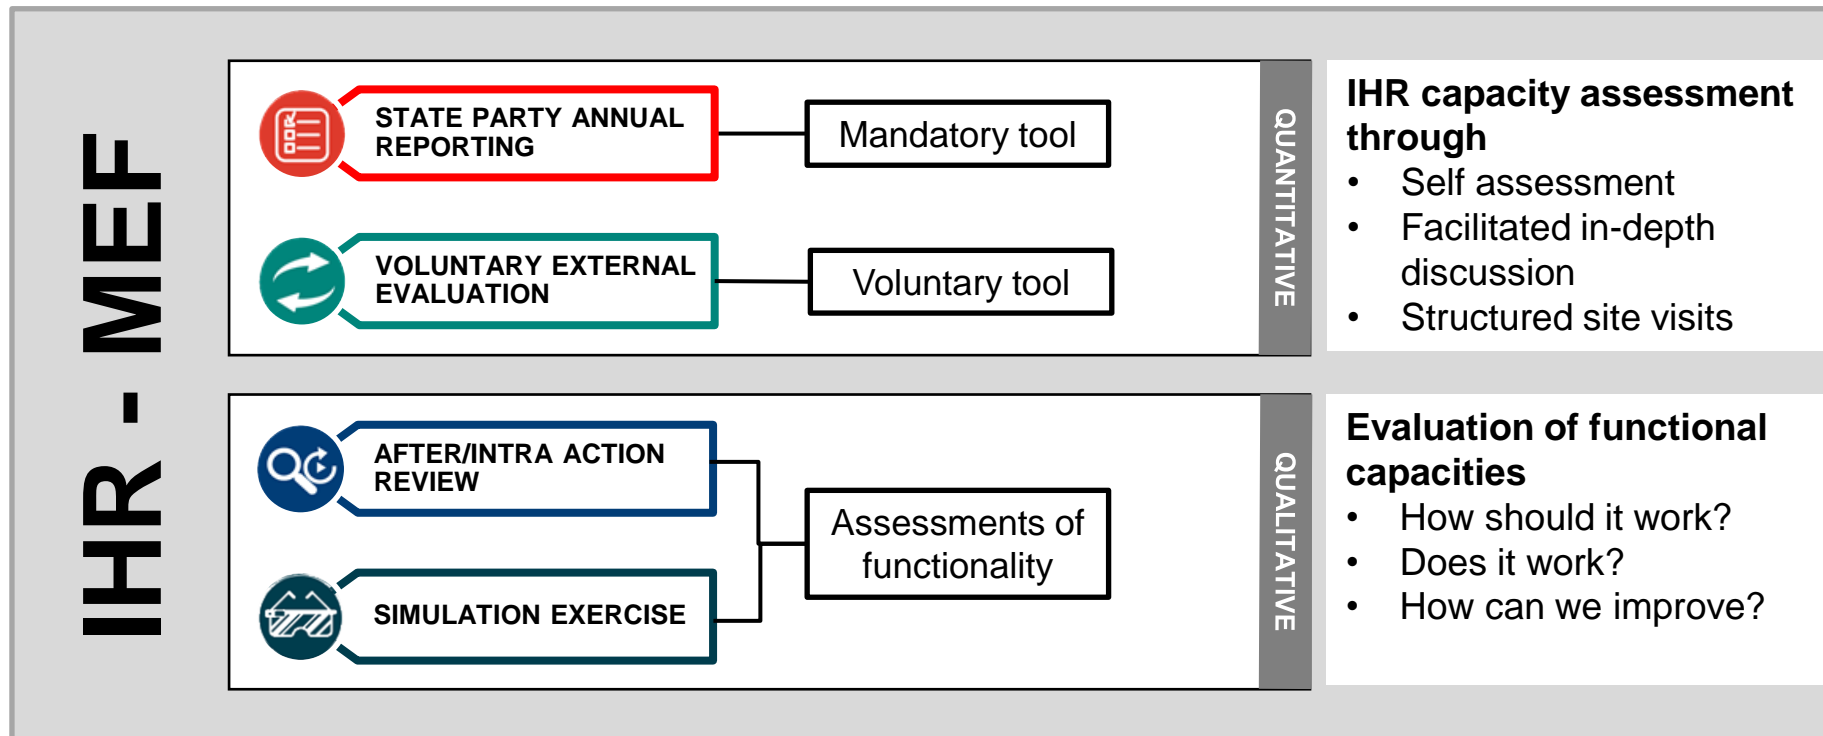 IHR - MEF
STATE PARTY ANNUAL
REPORTING
Mandatory tool
VOLUNTARY EXTERNAL
EVALUATION
Voluntary tool
QUANTITATIVE
IHR capacity assessment
through
• Self assessment
• Facilitated in-depth
discussion
• Structured site visits
AFTER/INTRA ACTION
REVIEW
SIMULATION EXERCISE
Assessments of
functionality
QUALITATIVE
Evaluation of functional
capacities
• How should it work?
• Does it work?
• How can we improve?